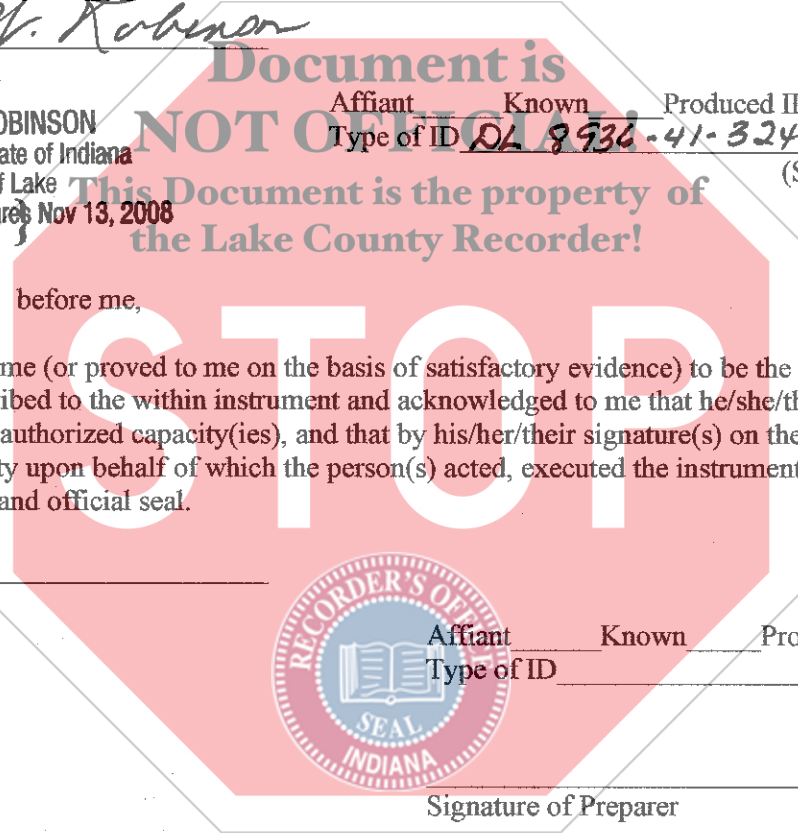 W. Robinson
Document is
NOT OFFICIAL!
This Document is the property of
the Lake County Recorder!
OBINSON
ate of Indiana
f Lake
ires Nov 13, 2008
}
Affiant Known Produced II
Type of ID DL 8936-41-324
(S
before me,
me (or proved to me on the basis of satisfactory evidence) to be the
ibed to the within instrument and acknowledged to me that he/she/th
authorized capacity(ies), and that by his/her/their signature(s) on the
ty upon behalf of which the person(s) acted, executed the instrument
and official seal.
STOP
RECORDER'S OFFICE
SEAL
INDIANA
Affiant Known Pro
Type of ID
Signature of Preparer